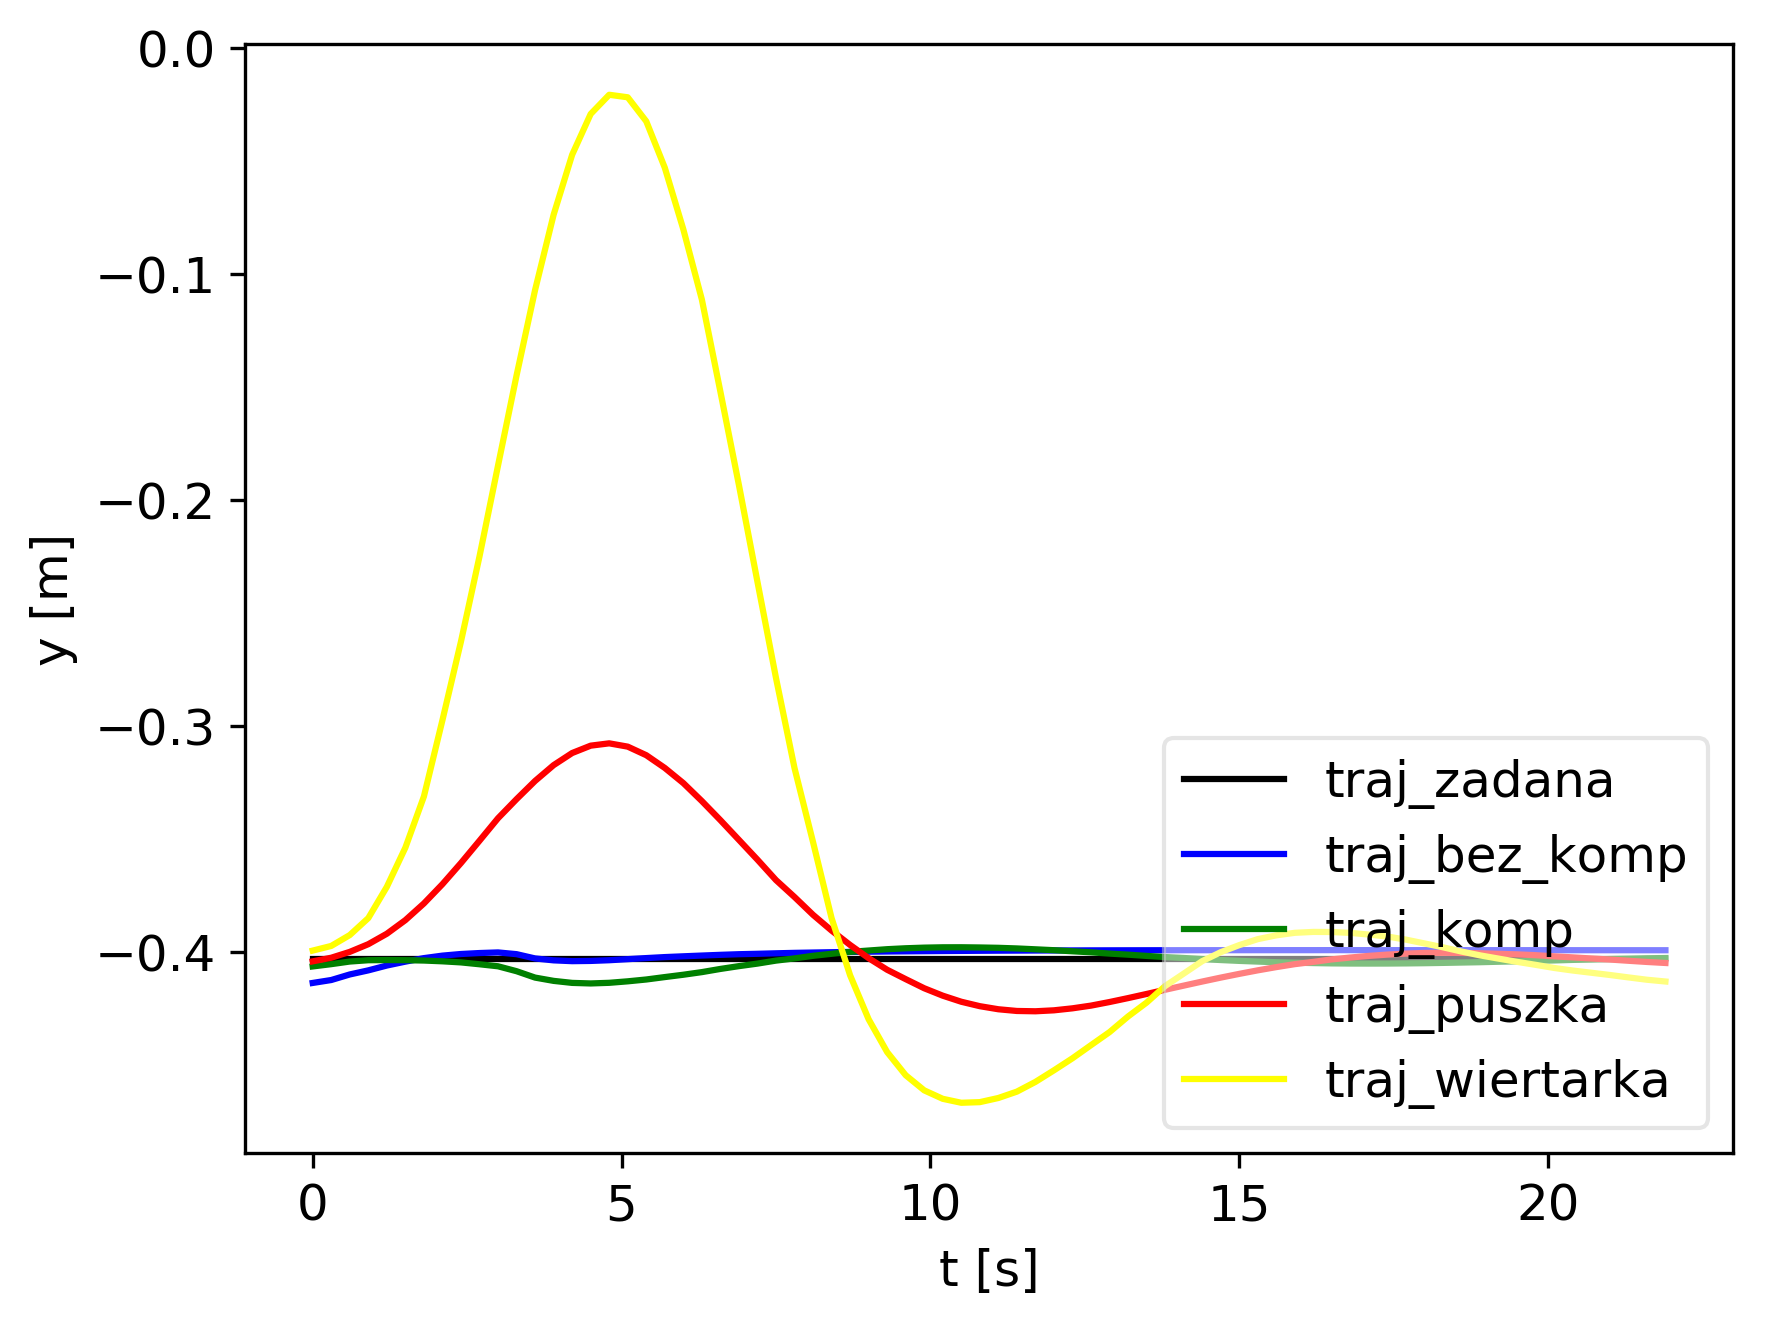 0.0
−0.1
−0.2
−0.3
−0.4
y [m]
0 5 10 15 20
t [s]
traj_zadana
traj_bez_komp
traj_komp
traj_puszka
traj_wiertarka